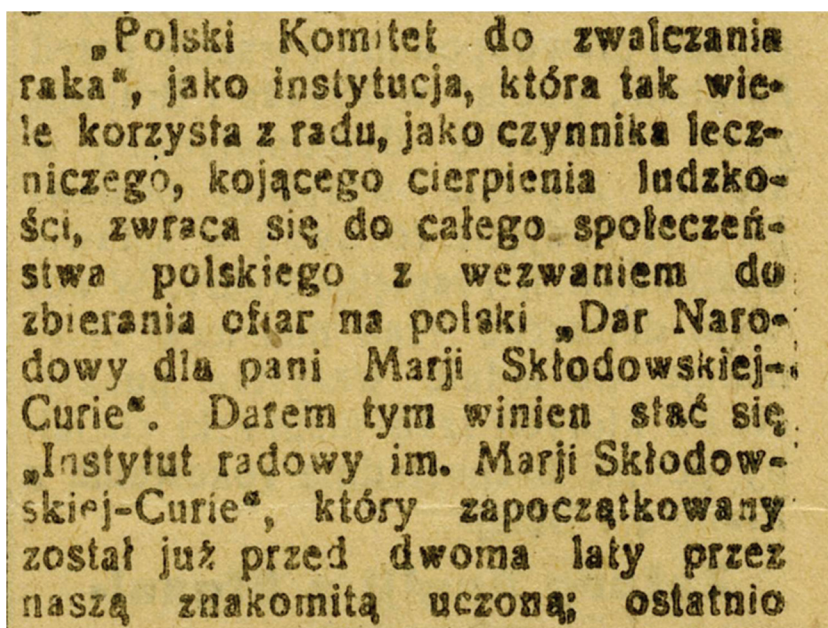 „Polski Komitet do zwalczania
raka“, jako instytucja, która tak wie-
le korzysta z radu, jako czynnika lecz-
niczego, kojącego cierpienia ludzko-
ści, zwraca się do całego społeczeń-
stwa polskiego z wezwaniem do
zbierania ofiar na polski „Dar Naro-
dowy dla pani Marji Skłodowskiej-
Curie“. Darem tym winien stać się
„Instytut radowy im. Marji Skłodow-
skiej-Curie“, który zapoczątkowany
został już przed dwoma laty przez
naszą znakomitą uczoną; ostatnio